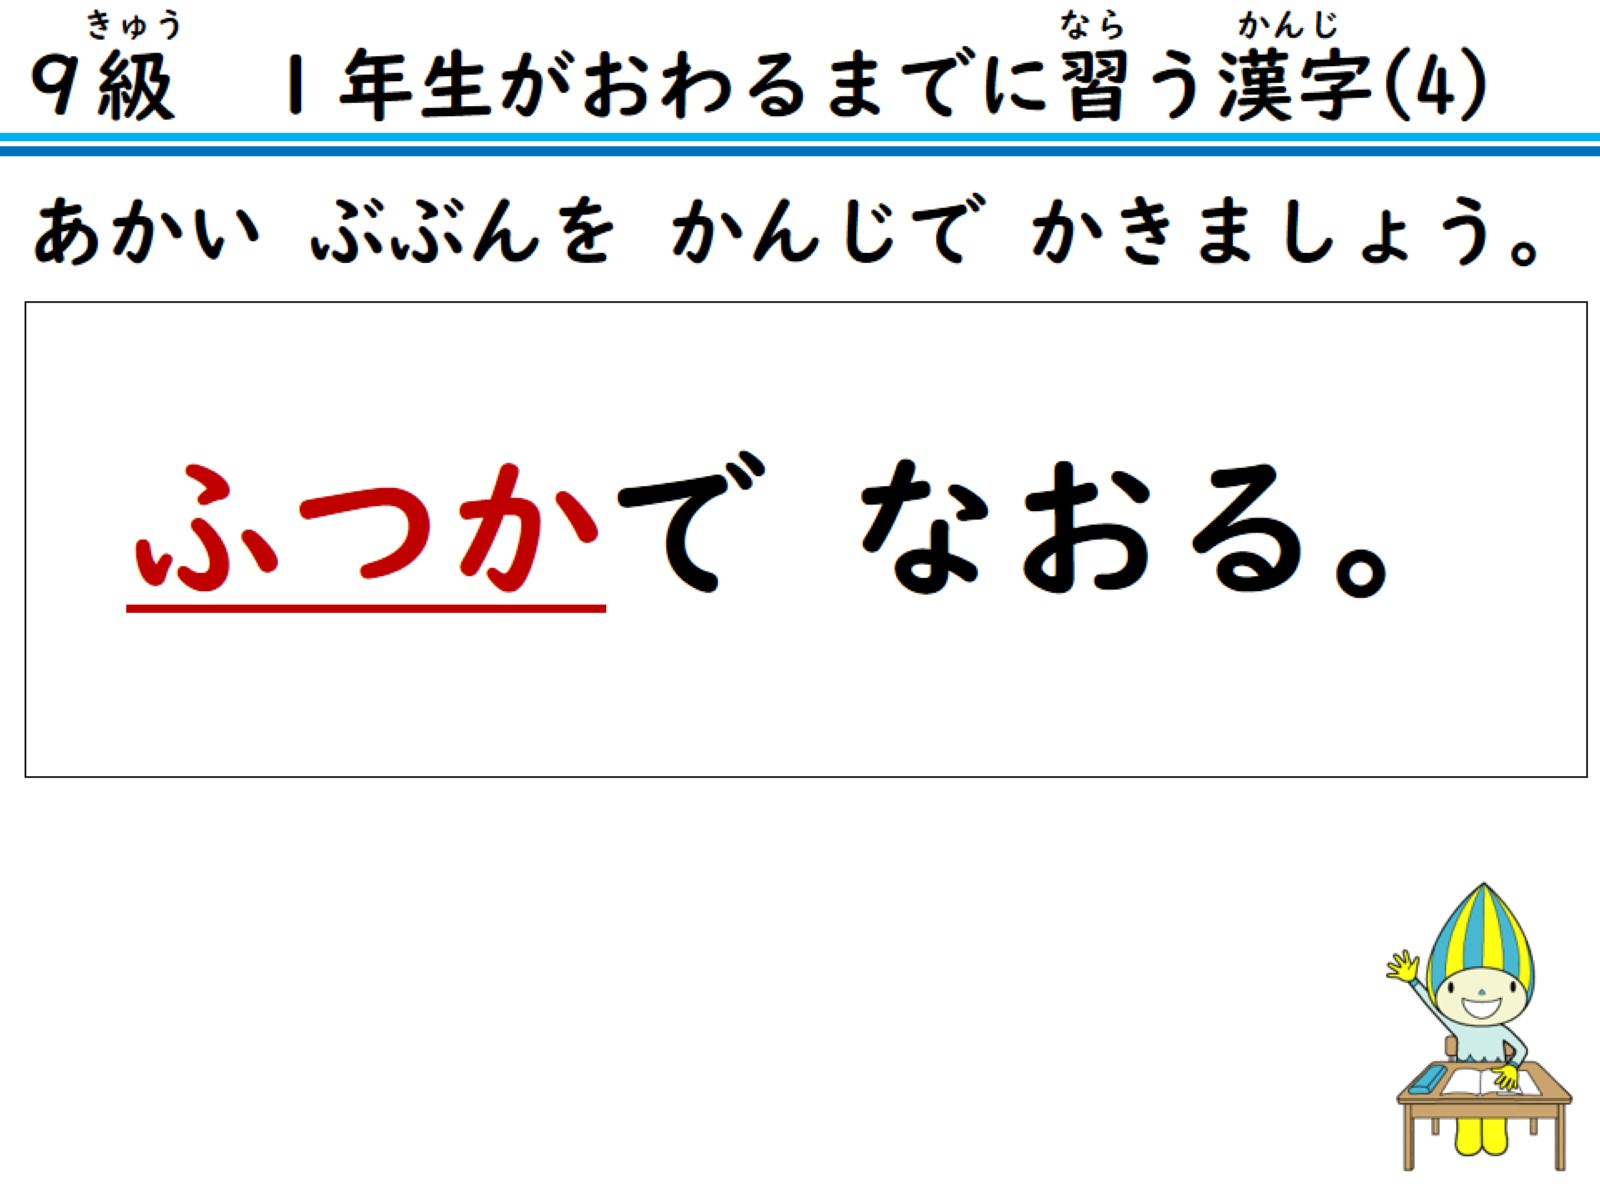 きゅう なら かんじ
９級　１年生がおわるまでに習う漢字(4)
あかい ぶぶんを かんじで かきましょう。
ふつかで なおる。